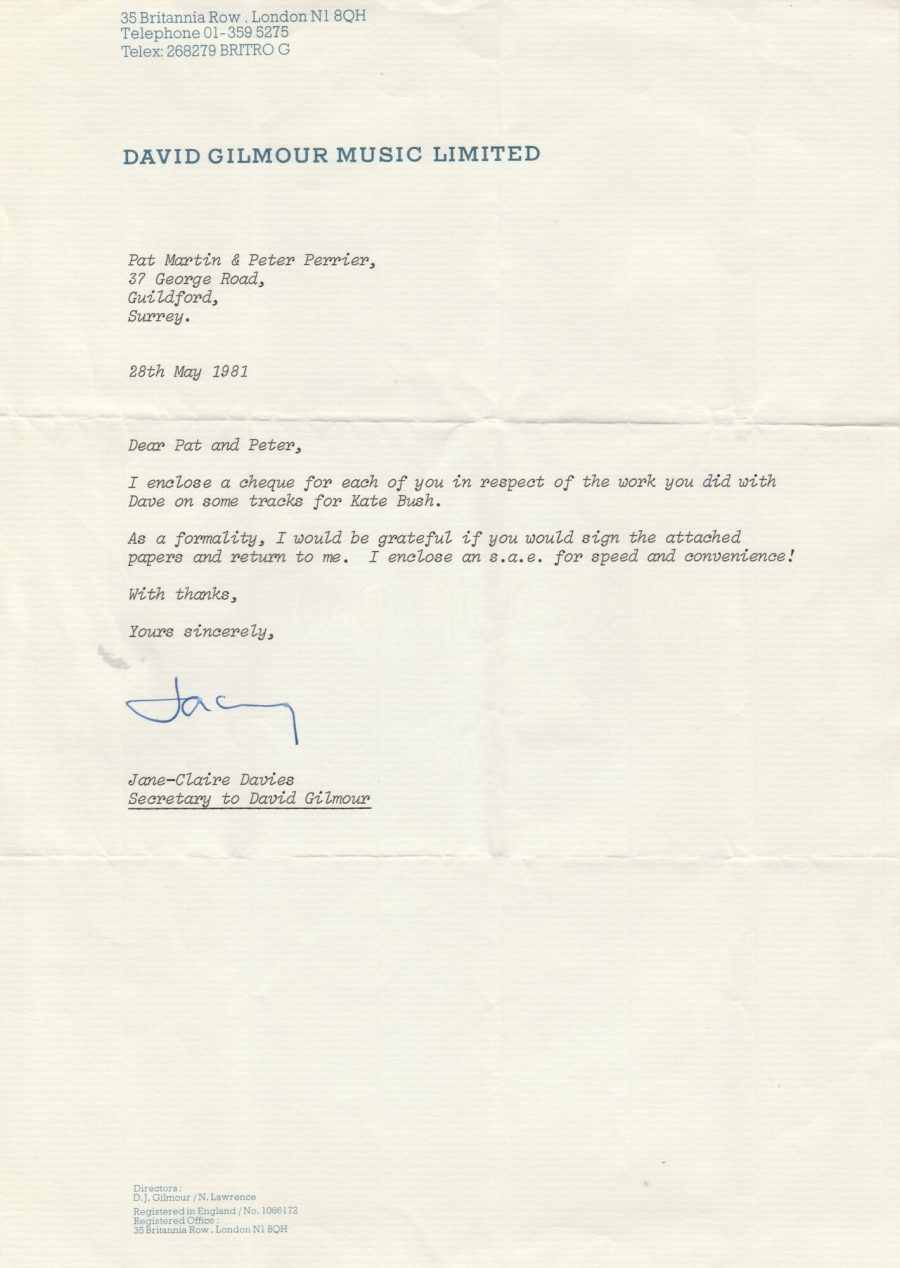 35 Britannia Row . London N1 8QH
Telephone 01-359 5275
Telex: 268279 BRITRO G
DAVID GILMOUR MUSIC LIMITED
Pat Martin & Peter Perrier,
37 George Road,
Guildford,
Surrey.
28th May 1981
Dear Pat and Peter,
I enclose a cheque for each of you in respect of the work you did with
Dave on some tracks for Kate Bush.
As a formality, I would be grateful if you would sign the attached
papers and return to me.  I enclose an s.a.e. for speed and convenience!
With thanks,
Yours sincerely,
Jane-Claire Davies
Secretary to David Gilmour
Directors:
D.J. Gilmour / N. Lawrence
Registered in England / No. 1066172
Registered Office:
35 Britannia Row . London N1 8QH